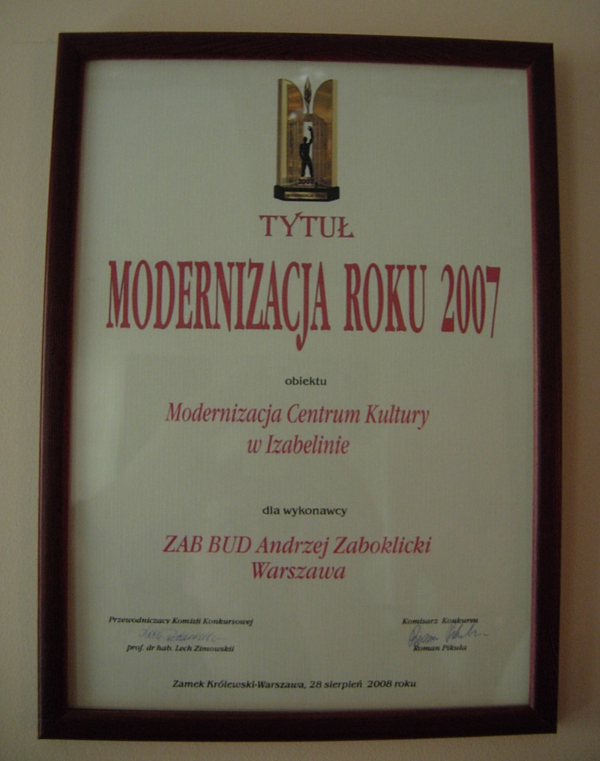 TYTUŁ
MODERNIZACJA ROKU 2007
obiektu
Modernizacja Centrum Kultury
w Izabelinie
dla wykonawcy
ZAB BUD Andrzej Zaboklicki
Warszawa
Przewodniczący Komisji Konkursowej
prof. dr hab. Lech Zimowski
Komisarz Konkursu
Roman Pikuła
Zamek Królewski-Warszawa, 28 sierpień 2008 roku